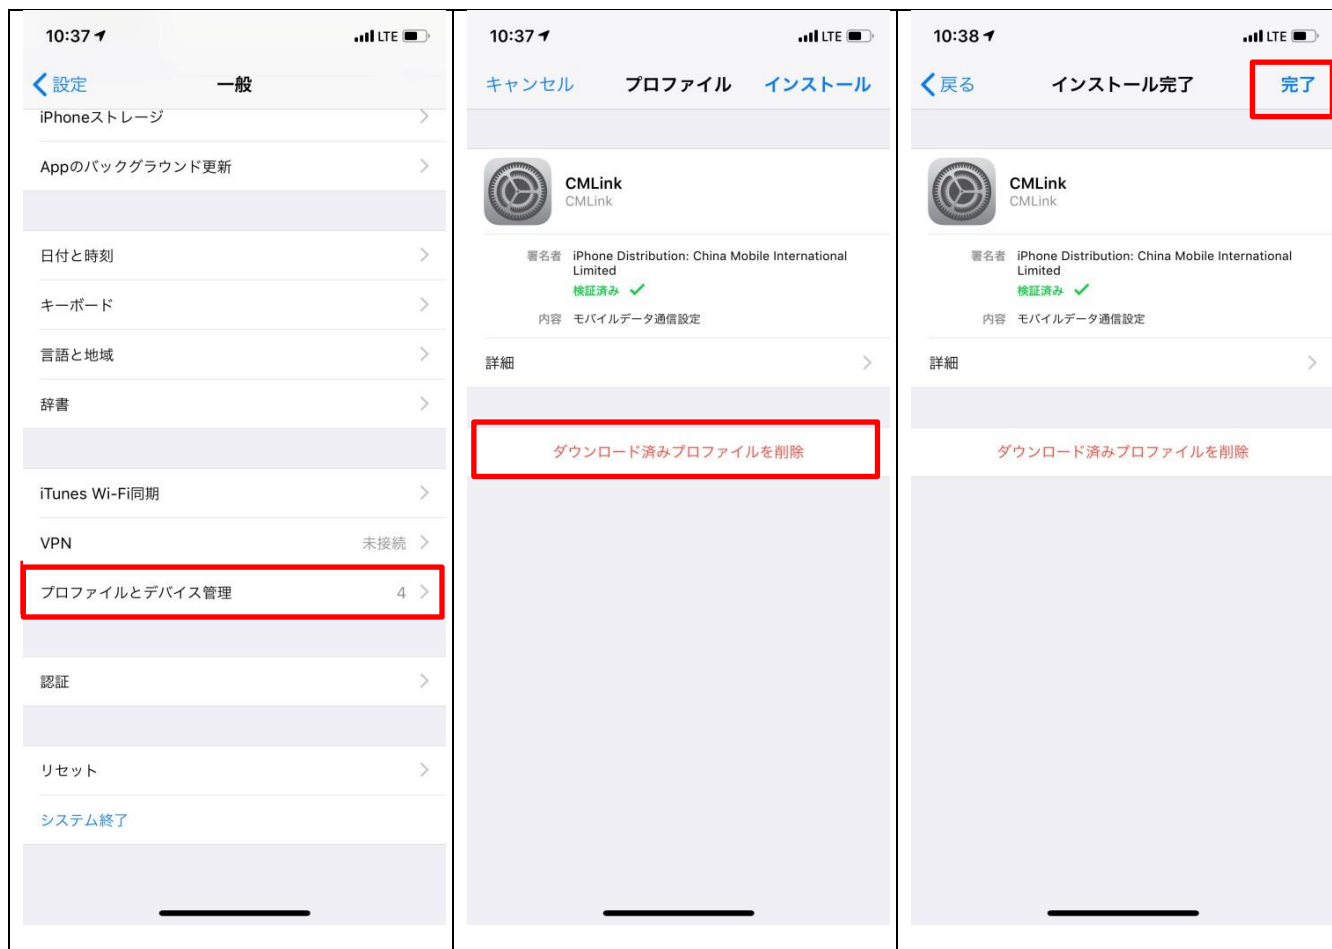 10:37
LTE
設定
一般
iPhoneストレージ
Appのバックグラウンド更新
日付と時刻
キーボード
言語と地域
辞書
iTunes Wi-Fi同期
VPN 未接続
プロファイルとデバイス管理 4
認証
リセット
システム終了
10:37
LTE
キャンセル
プロファイル
インストール
CMLink
CMLink
署名者 iPhone Distribution: China Mobile International
Limited
検証済み
内容 モバイルデータ通信設定
詳細
ダウンロード済みプロファイルを削除
10:38
LTE
戻る
インストール完了
完了
CMLink
CMLink
署名者 iPhone Distribution: China Mobile International
Limited
検証済み
内容 モバイルデータ通信設定
詳細
ダウンロード済みプロファイルを削除